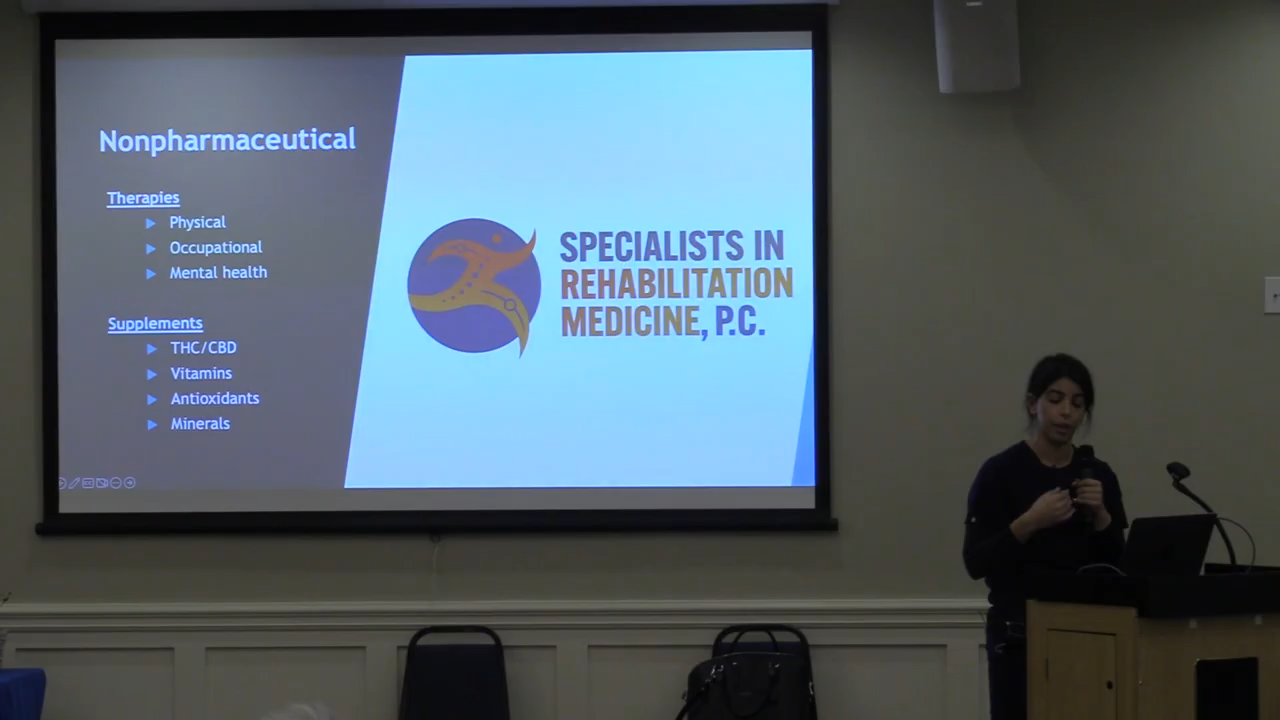 Nonpharmaceutical
Therapies
Physical
Occupational
Mental health
Supplements
THC/CBD
Vitamins
Antioxidants
Minerals
SPECIALISTS IN
REHABILITATION
MEDICINE, P.C.